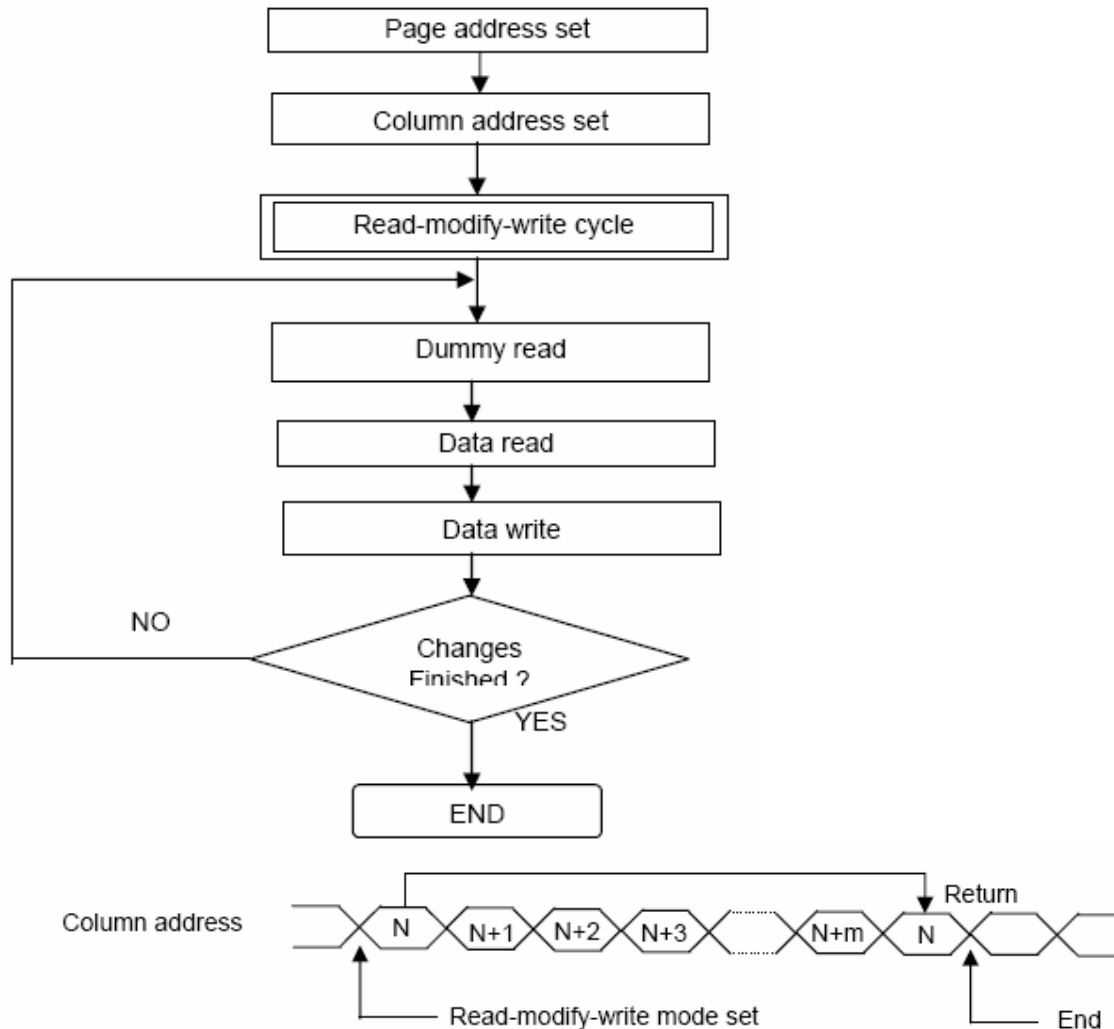 Page address set
Column address set
Read-modify-write cycle
Dummy read
Data read
Data write
NO
Changes
Finished ?
YES
END
Return
Column address
N
N+1
N+2
N+3
N+m
N
Read-modify-write mode set
End